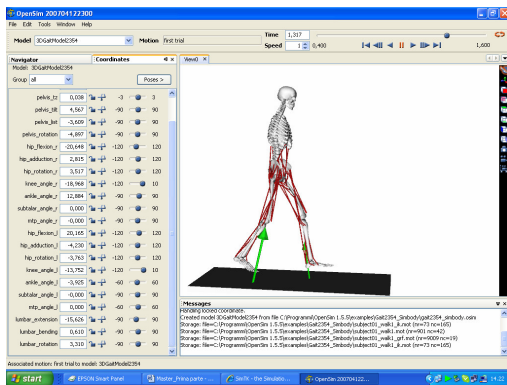 OpenSim 200704122300
File Edit Tools Window Help
Model 3DGaitModel2354 Motion first trial Time 1,317
Speed 1 0,400 1,600
Navigator Coordinates View0
Model: 3DGaitModel2354
Group all Poses >
pelvis_tz 0,038 -3 3
pelvis_tilt 4,567 -90 90
pelvis_list -3,609 -90 90
pelvis_rotation -4,897 -90 90
hip_flexion_r -20,648 -120 120
hip_adduction_r 2,815 -120 120
hip_rotation_r 3,517 -120 120
knee_angle_r -18,968 -120 10
ankle_angle_r 12,884 -90 90
subtalar_angle_r 0,000 -90 90
mtp_angle_r -0,000 -90 90
hip_flexion_l 20,165 -120 120
hip_adduction_l -4,230 -120 120
hip_rotation_l -3,763 -120 120
knee_angle_l -13,752 -120 10
ankle_angle_l -3,925 -60 60
subtalar_angle_l -0,000 -90 90
mtp_angle_l 0,000 -60 60
lumbar_extension -15,626 -90 90
lumbar_bending 0,610 -90 90
lumbar_rotation 3,310 -90 90
Messages
Handling locked coordinate.
Created model 3DGaitModel2354 from file C:\Programmi\OpenSim 1.5.5\examples\Gait2354_Simbody\subject01_simbody.osim
Storage: file=C:\Programmi\OpenSim 1.5.5\examples\Gait2354_Simbody\subject01_walk1_ik.mot (nr=73 nc=165)
Storage: file=C:\Programmi\OpenSim 1.5.5\examples\Gait2354_Simbody\subject01_walk1.mot (nr=901 nc=42)
Storage: file=C:\Programmi\OpenSim 1.5.5\examples\Gait2354_Simbody\subject01_walk1_grf.mot (nr=9009 nc=19)
Storage: file=C:\Programmi\OpenSim 1.5.5\examples\Gait2354_Simbody\subject01_walk1_ik.mot (nr=73 nc=165)
Associated motion: first trial to model: 3DGaitModel2354
start EPSON Smart Panel Master_Prima parte - ... SimTK - the Simulatio... OpenSim 200704122... 14.22